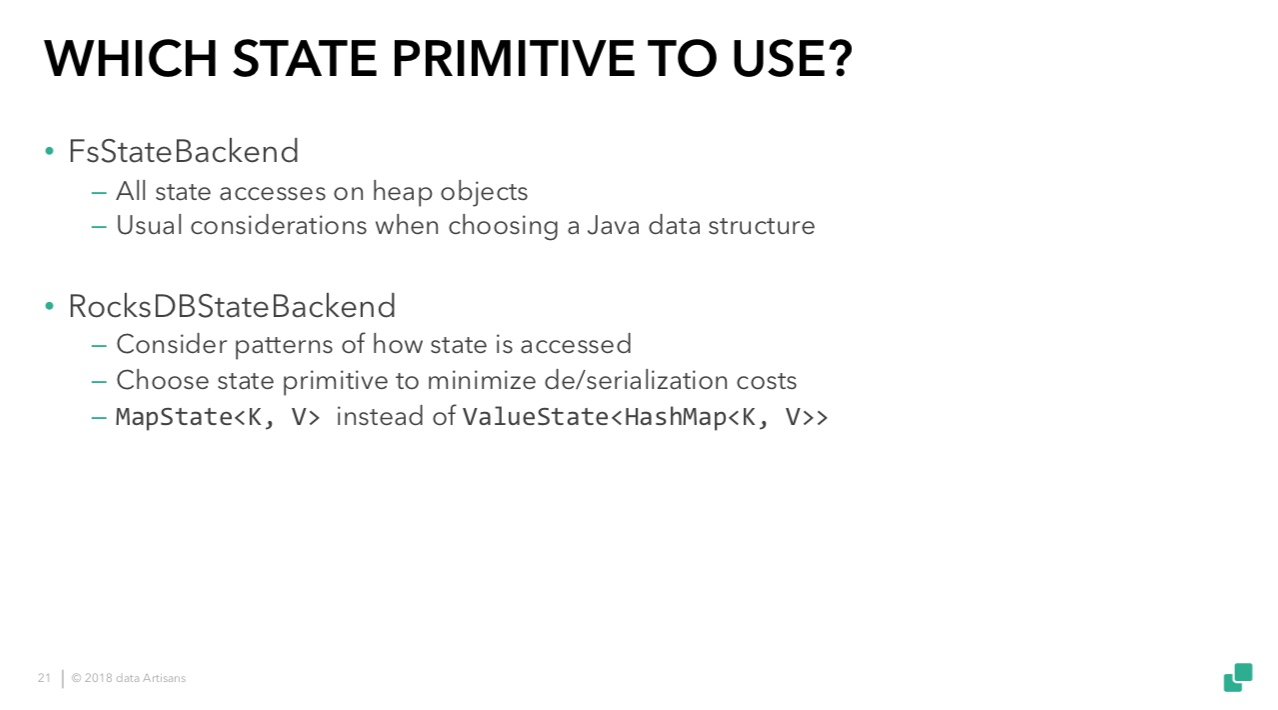 WHICH STATE PRIMITIVE TO USE?
• FsStateBackend
– All state accesses on heap objects
– Usual considerations when choosing a Java data structure
• RocksDBStateBackend
– Consider patterns of how state is accessed
– Choose state primitive to minimize de/serialization costs
– MapState<K, V> instead of ValueState<HashMap<K, V>>
21 | © 2018 data Artisans